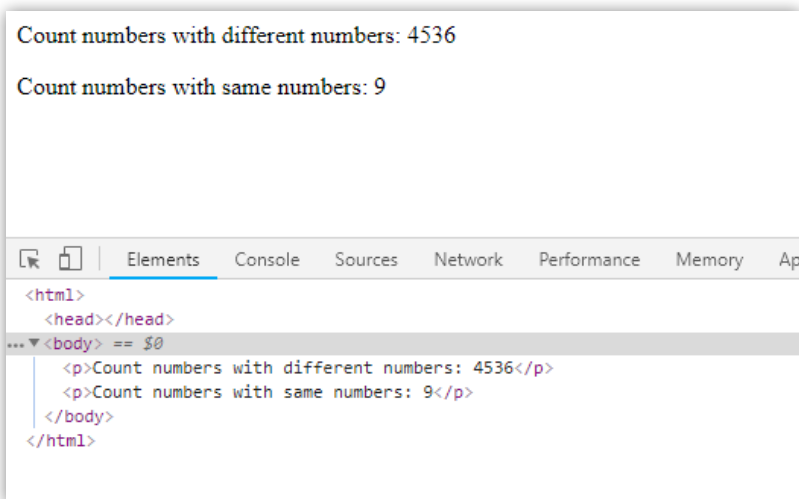 Count numbers with different numbers: 4536
Count numbers with same numbers: 9
Elements Console Sources Network Performance Memory Ap
<html>
<head></head>
...▼<body> == $0
<p>Count numbers with different numbers: 4536</p>
<p>Count numbers with same numbers: 9</p>
</body>
</html>